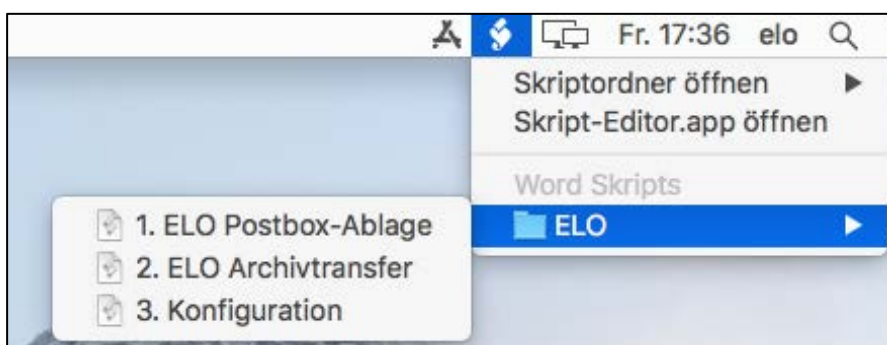 Fr. 17:36 elo
Skriptordner öffnen
Skript-Editor.app öffnen
Word Skripts
ELO
1. ELO Postbox-Ablage
2. ELO Archivtransfer
3. Konfiguration